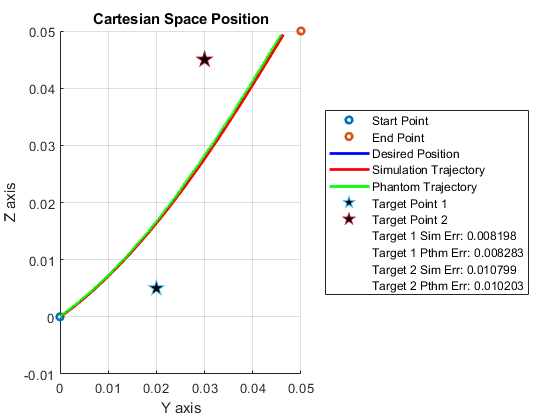 Cartesian Space Position
0.05
0.04
0.03
0.02
0.01
0
-0.01
Z axis
0 0.01 0.02 0.03 0.04 0.05
Y axis
Start Point
End Point
Desired Position
Simulation Trajectory
Phantom Trajectory
Target Point 1
Target Point 2
Target 1 Sim Err: 0.008198
Target 1 Pthm Err: 0.008283
Target 2 Sim Err: 0.010799
Target 2 Pthm Err: 0.010203